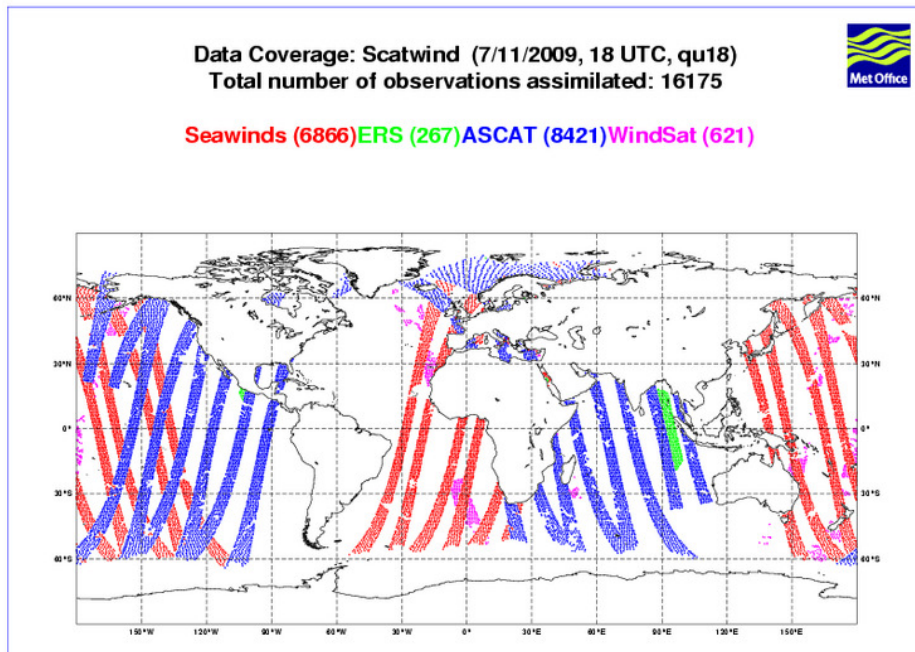 Data Coverage: Scatwind (7/11/2009, 18 UTC, qu18)
Total number of observations assimilated: 16175
Met Office
Seawinds (6866)ERS (267)ASCAT (8421)WindSat (621)
60°N 60°N
30°N 30°N
0° 0°
30°S 30°S
60°S 60°S
150°W 120°W 90°W 60°W 30°W 0°E 30°E 60°E 90°E 120°E 150°E